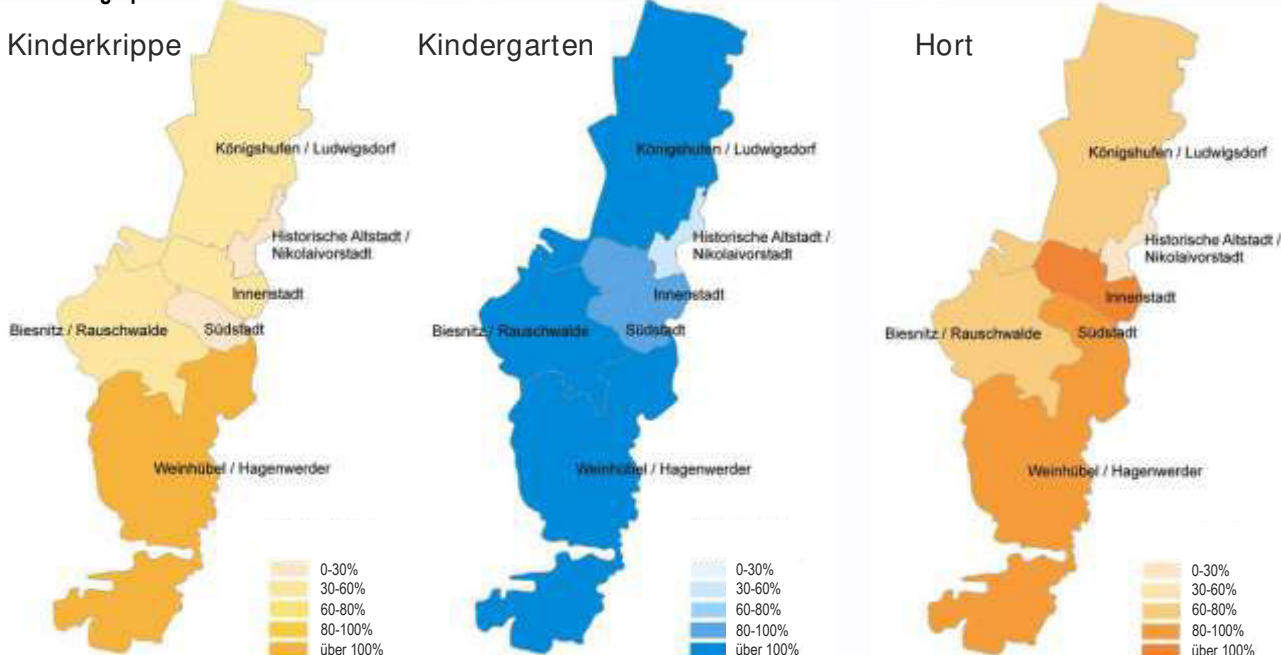 Kinderkrippe
Königshufen / Ludwigsdorf
Historische Altstadt /
Nikolaivorstadt
Innenstadt
Südstadt
Biesnitz / Rauschwalde
Weinhübel / Hagenwerder
0-30%
30-60%
60-80%
80-100%
über 100%
Kindergarten
Königshufen / Ludwigsdorf
Historische Altstadt /
Nikolaivorstadt
Innenstadt
Südstadt
Biesnitz / Rauschwalde
Weinhübel / Hagenwerder
0-30%
30-60%
60-80%
80-100%
über 100%
Hort
Königshufen / Ludwigsdorf
Historische Altstadt /
Nikolaivorstadt
Innenstadt
Südstadt
Biesnitz / Rauschwalde
Weinhübel / Hagenwerder
0-30%
30-60%
60-80%
80-100%
über 100%